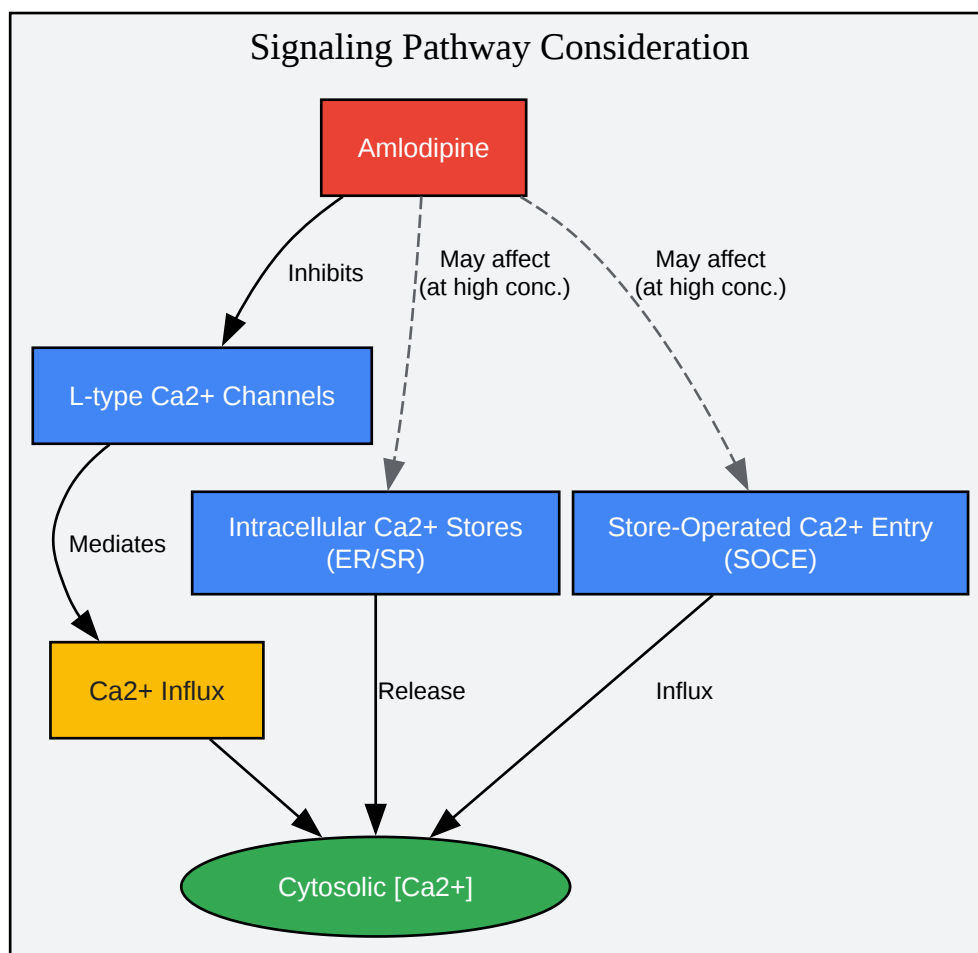 Signaling Pathway Consideration
Amlodipine
Inhibits
May affect
(at high conc.)
May affect
(at high conc.)
L-type Ca2+ Channels
Mediates
Intracellular Ca2+ Stores
(ER/SR)
Store-Operated Ca2+ Entry
(SOCE)
Ca2+ Influx
Release
Influx
Cytosolic [Ca2+]